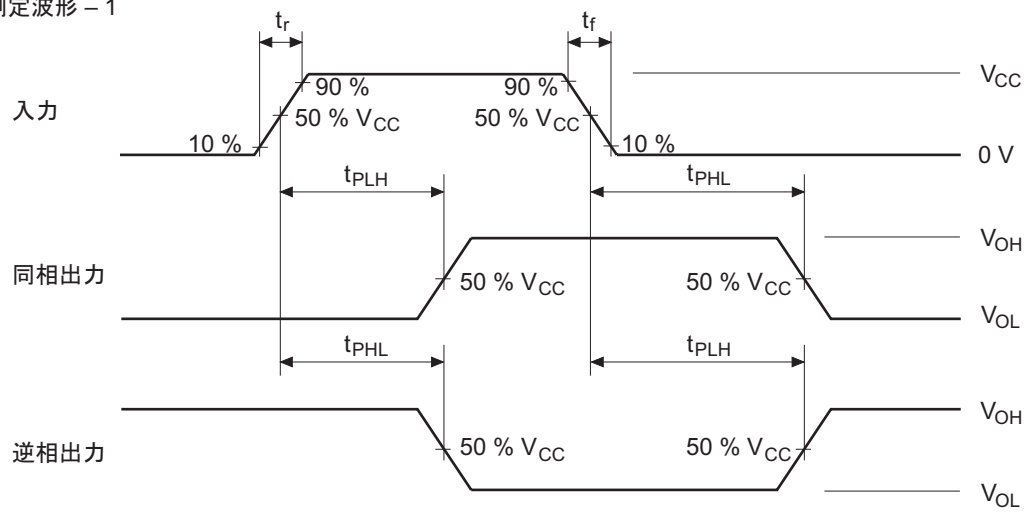 測定波形 – 1
tr
tf
入力
90 %
90 %
VCC
50 % VCC
50 % VCC
10 %
10 %
0 V
tPLH
tPHL
VOH
同相出力
50 % VCC
50 % VCC
VOL
tPHL
tPLH
VOH
逆相出力
50 % VCC
50 % VCC
VOL